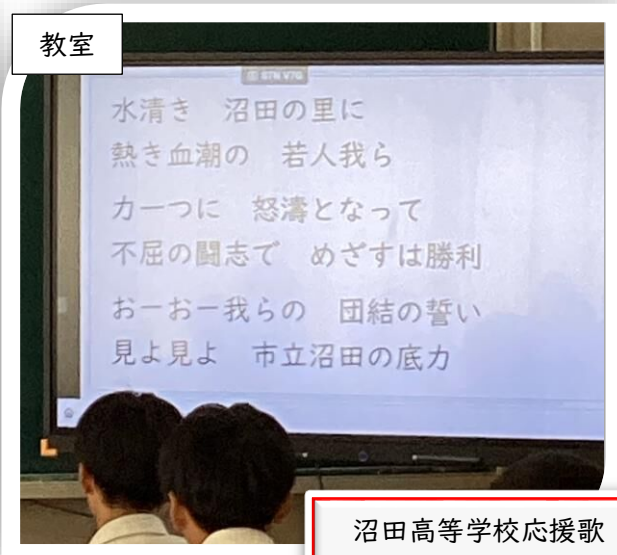 教室
水清き　沼田の里に
熱き血潮の　若人我ら
力一つに　怒濤となって
不屈の闘志で　めざすは勝利
おーおー我らの　団結の誓い
見よ見よ　市立沼田の底力
沼田高等学校応援歌